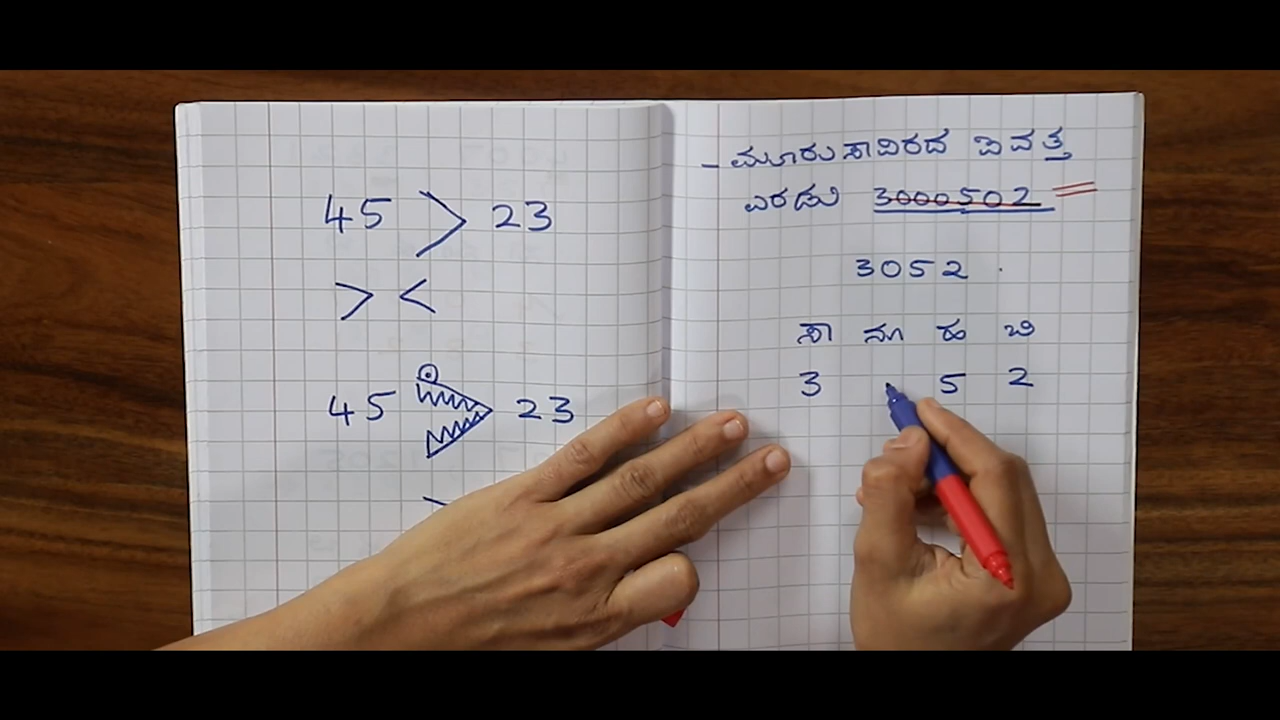 45 > 23
> <
45 23
- ಮೂರುಸಾವಿರದ ಐವತ್ತ
ಎರಡು 3000502
3052
ಸಾ ನೂ ಹ ಬಿ
3 5 2